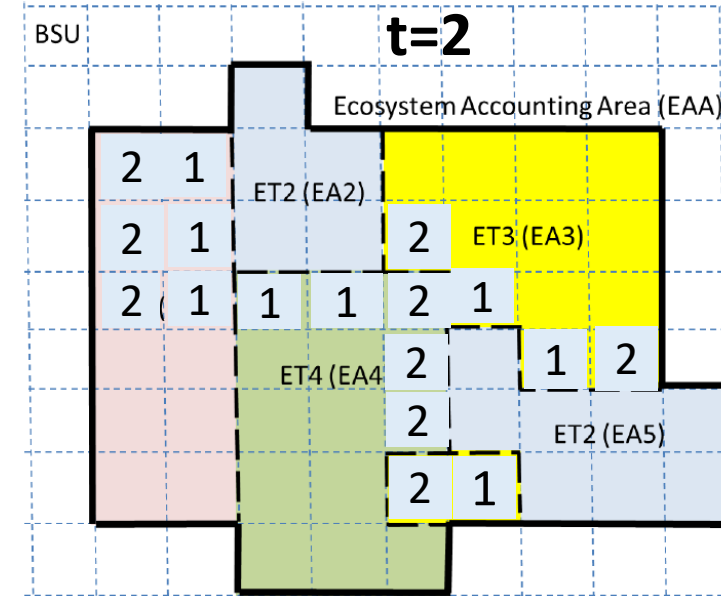 BSU
t=2
Ecosystem Accounting Area (EAA)
2 1
ET2 (EA2)
2 1 2 ET3 (EA3)
2 ( 1 1 1 2 1
ET4 (EA4 2 1 2
2 ET2 (EA5)
2 1